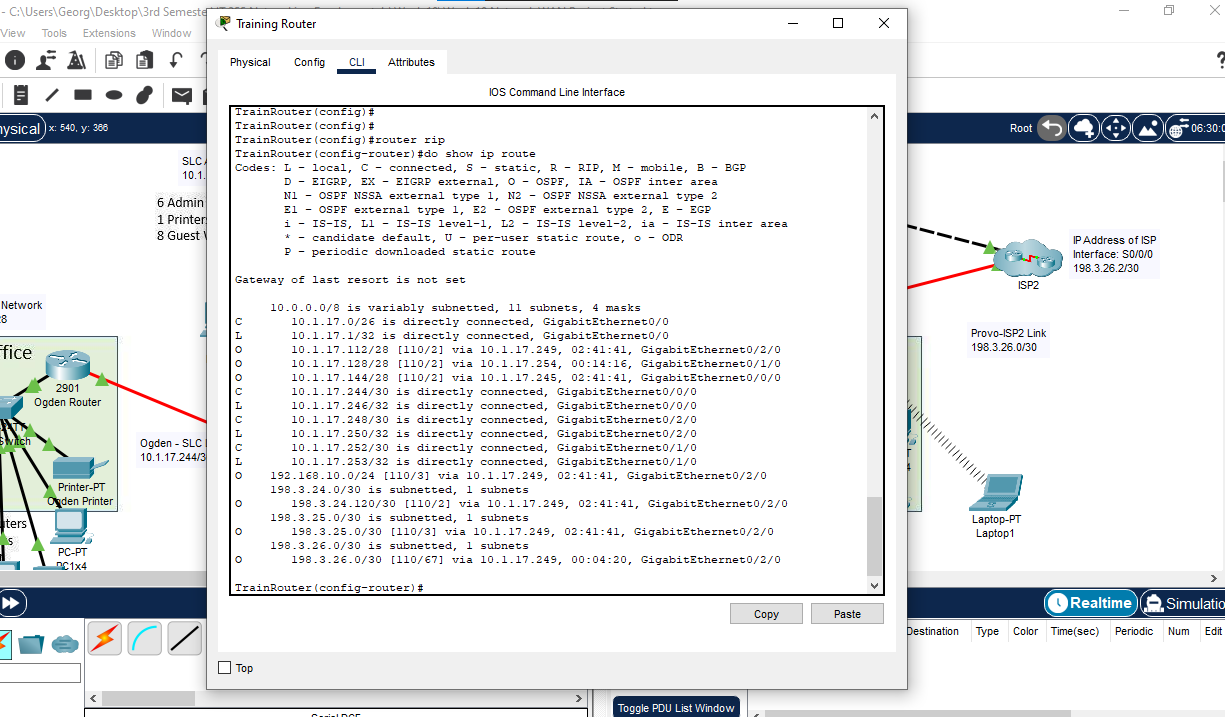 - C:\Users\Georg\Desktop\3rd Semeste
View Tools Extensions Window
Training Router
Physical Config CLI Attributes
IOS Command Line Interface
TrainRouter(config)#
TrainRouter(config)#
TrainRouter(config)#router rip
TrainRouter(config-router)#do show ip route
Codes: L - local, C - connected, S - static, R - RIP, M - mobile, B - BGP
D - EIGRP, EX - EIGRP external, O - OSPF, IA - OSPF inter area
N1 - OSPF NSSA external type 1, N2 - OSPF NSSA external type 2
E1 - OSPF external type 1, E2 - OSPF external type 2, E - EGP
i - IS-IS, L1 - IS-IS level-1, L2 - IS-IS level-2, ia - IS-IS inter area
* - candidate default, U - per-user static route, o - ODR
P - periodic downloaded static route
Gateway of last resort is not set
10.0.0.0/8 is variably subnetted, 11 subnets, 4 masks
C 10.1.17.0/26 is directly connected, GigabitEthernet0/0
L 10.1.17.1/32 is directly connected, GigabitEthernet0/0
O 10.1.17.112/28 [110/2] via 10.1.17.249, 02:41:41, GigabitEthernet0/2/0
O 10.1.17.128/28 [110/2] via 10.1.17.254, 00:14:16, GigabitEthernet0/1/0
O 10.1.17.144/28 [110/2] via 10.1.17.245, 02:41:41, GigabitEthernet0/0/0
C 10.1.17.244/30 is directly connected, GigabitEthernet0/0/0
L 10.1.17.246/32 is directly connected, GigabitEthernet0/0/0
C 10.1.17.248/30 is directly connected, GigabitEthernet0/2/0
L 10.1.17.250/32 is directly connected, GigabitEthernet0/2/0
C 10.1.17.252/30 is directly connected, GigabitEthernet0/1/0
L 10.1.17.253/32 is directly connected, GigabitEthernet0/1/0
O 192.168.10.0/24 [110/3] via 10.1.17.249, 02:41:41, GigabitEthernet0/2/0
198.3.24.0/30 is subnetted, 1 subnets
O 198.3.24.120/30 [110/2] via 10.1.17.249, 02:41:41, GigabitEthernet0/2/0
198.3.25.0/30 is subnetted, 1 subnets
O 198.3.25.0/30 [110/3] via 10.1.17.249, 02:41:41, GigabitEthernet0/2/0
198.3.26.0/30 is subnetted, 1 subnets
O 198.3.26.0/30 [110/67] via 10.1.17.249, 00:04:20, GigabitEthernet0/2/0
TrainRouter(config-router)#
Copy Paste
Top
ysical x: 540, y: 366
Root 06:30:0
SLC A
10.1.
6 Admin
1 Printers
8 Guest
Network
28
ffice
2901
Ogden Router
Switch
Ogden - SLC
10.1.17.244/3
Printer-PT
Ogden Printer
uters
s
PC-PT
PC1x4
IP Address of ISP
Interface: S0/0/0
198.3.26.2/30
ISP2
Provo-ISP2 Link
198.3.26.0/30
Laptop-PT
Laptop1
Realtime Simulatio
Destination Type Color Time(sec) Periodic Num Edit
Toggle PDU List Window